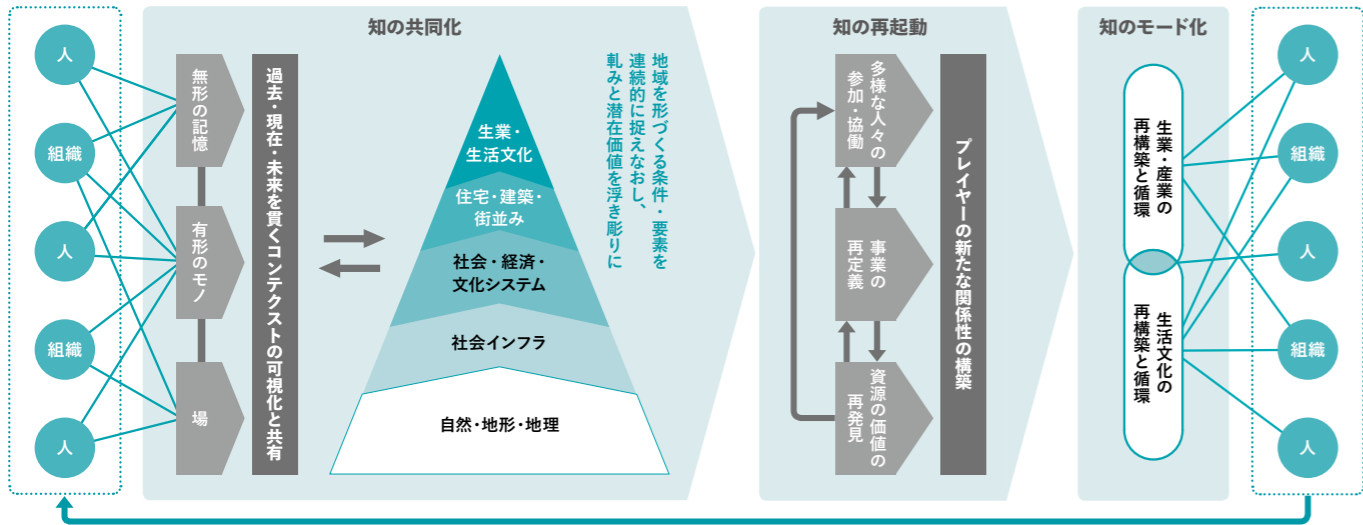 人
組織
人
組織
人
知の共同化
無形の記憶
有形のモノ
場
過去・現在・未来を貫くコンテクストの可視化と共有
生業・
生活文化
住宅・建築・
街並み
社会・経済・
文化システム
社会インフラ
自然・地形・地理
地域を形づくる条件・要素を
連続的に捉えなおし、
軋みと潜在価値を浮き彫りに
知の再起動
多様な人々の
参加・協働
事業の
再定義
資源の価値の
再発見
プレイヤーの新たな関係性の構築
知のモード化
生業・産業の
再構築と循環
生活文化の
再構築と循環
人
組織
人
組織
人